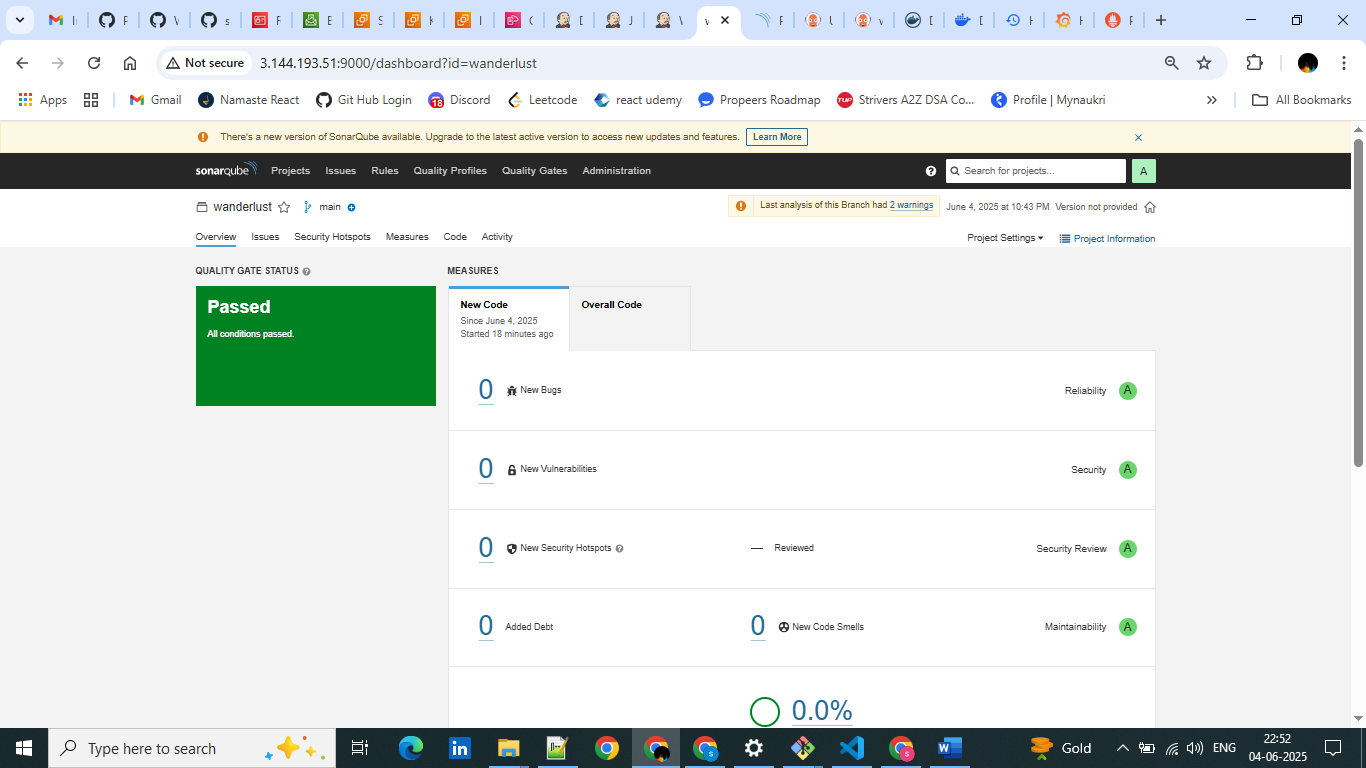 Not secure 3.144.193.51:9000/dashboard?id=wanderlust
Apps Gmail Namaste React Git Hub Login Discord Leetcode react udemy Propeers Roadmap Strivers A2Z DSA Co... Profile | Mynaukri » All Bookmarks
There's a new version of SonarQube available. Upgrade to the latest active version to access new updates and features. Learn More
sonarqube Projects Issues Rules Quality Profiles Quality Gates Administration Search for projects... A
wanderlust main Last analysis of this Branch had 2 warnings June 4, 2025 at 10:43 PM Version not provided
Overview Issues Security Hotspots Measures Code Activity Project Settings Project Information
QUALITY GATE STATUS MEASURES
Passed
All conditions passed.
New Code
Since June 4, 2025
Started 18 minutes ago
Overall Code
0 New Bugs Reliability A
0 New Vulnerabilities Security A
0 New Security Hotspots — Reviewed Security Review A
0 Added Debt 0 New Code Smells Maintainability A
0.0%
Type here to search Gold ENG 22:52
04-06-2025